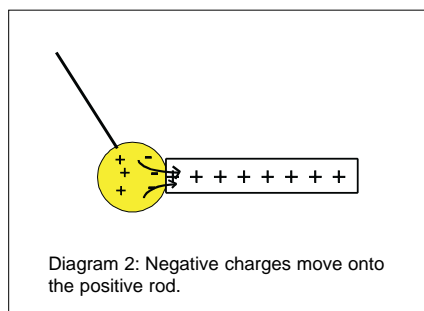 + - + - + - + + + + + + + +
Diagram 2: Negative charges move onto
the positive rod.